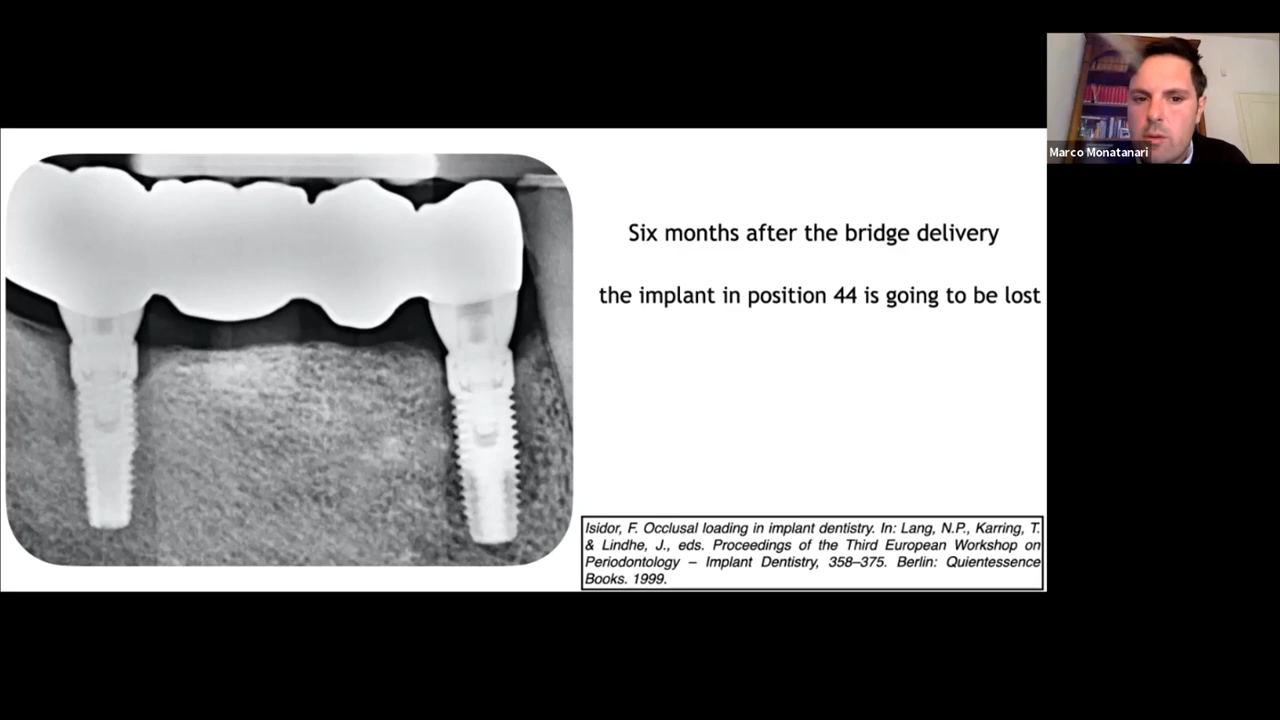 Marco Monatanari
Six months after the bridge delivery
the implant in position 44 is going to be lost
Isidor, F. Occlusal loading in implant dentistry. In: Lang, N.P., Karring, T.
& Lindhe, J., eds. Proceedings of the Third European Workshop on
Periodontology – Implant Dentistry, 358–375. Berlin: Quientessence
Books. 1999.